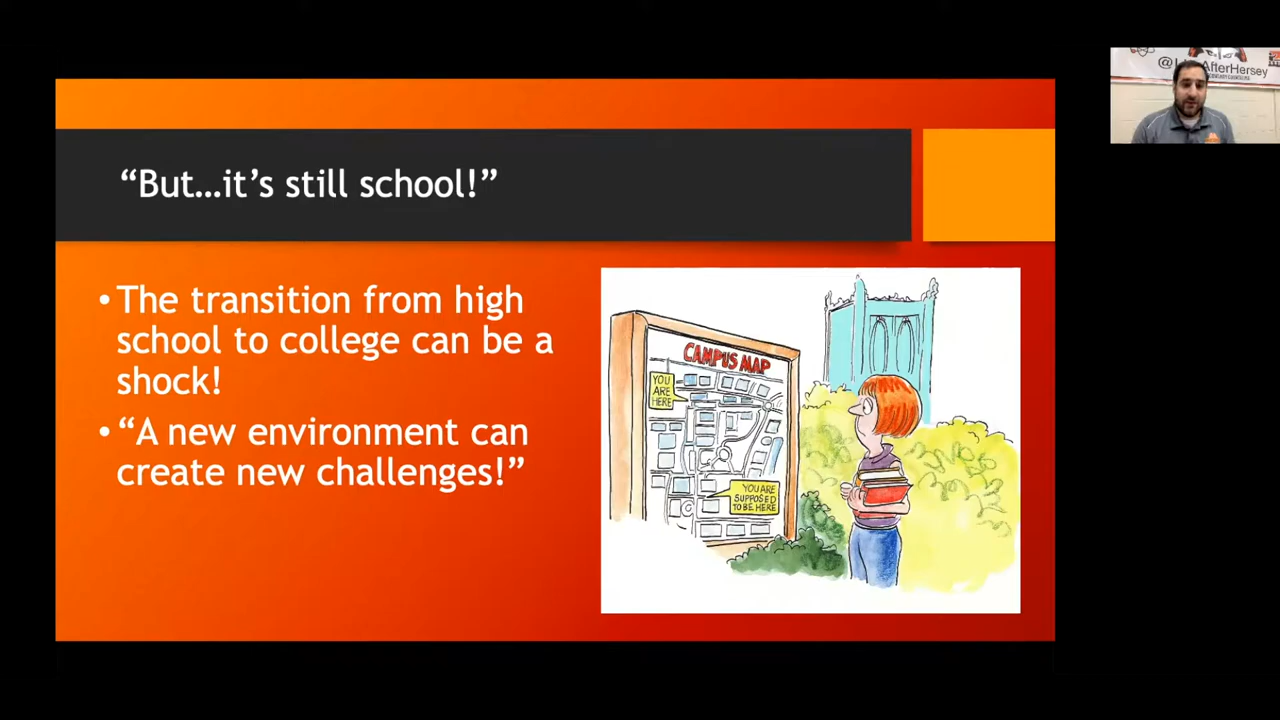 “But…it’s still school!”
•The transition from high
school to college can be a
shock!
•“A new environment can
create new challenges!”
CAMPUS MAP
YOU
ARE
HERE
YOU ARE
SUPPOSED
TO BE HERE
AfterHersey